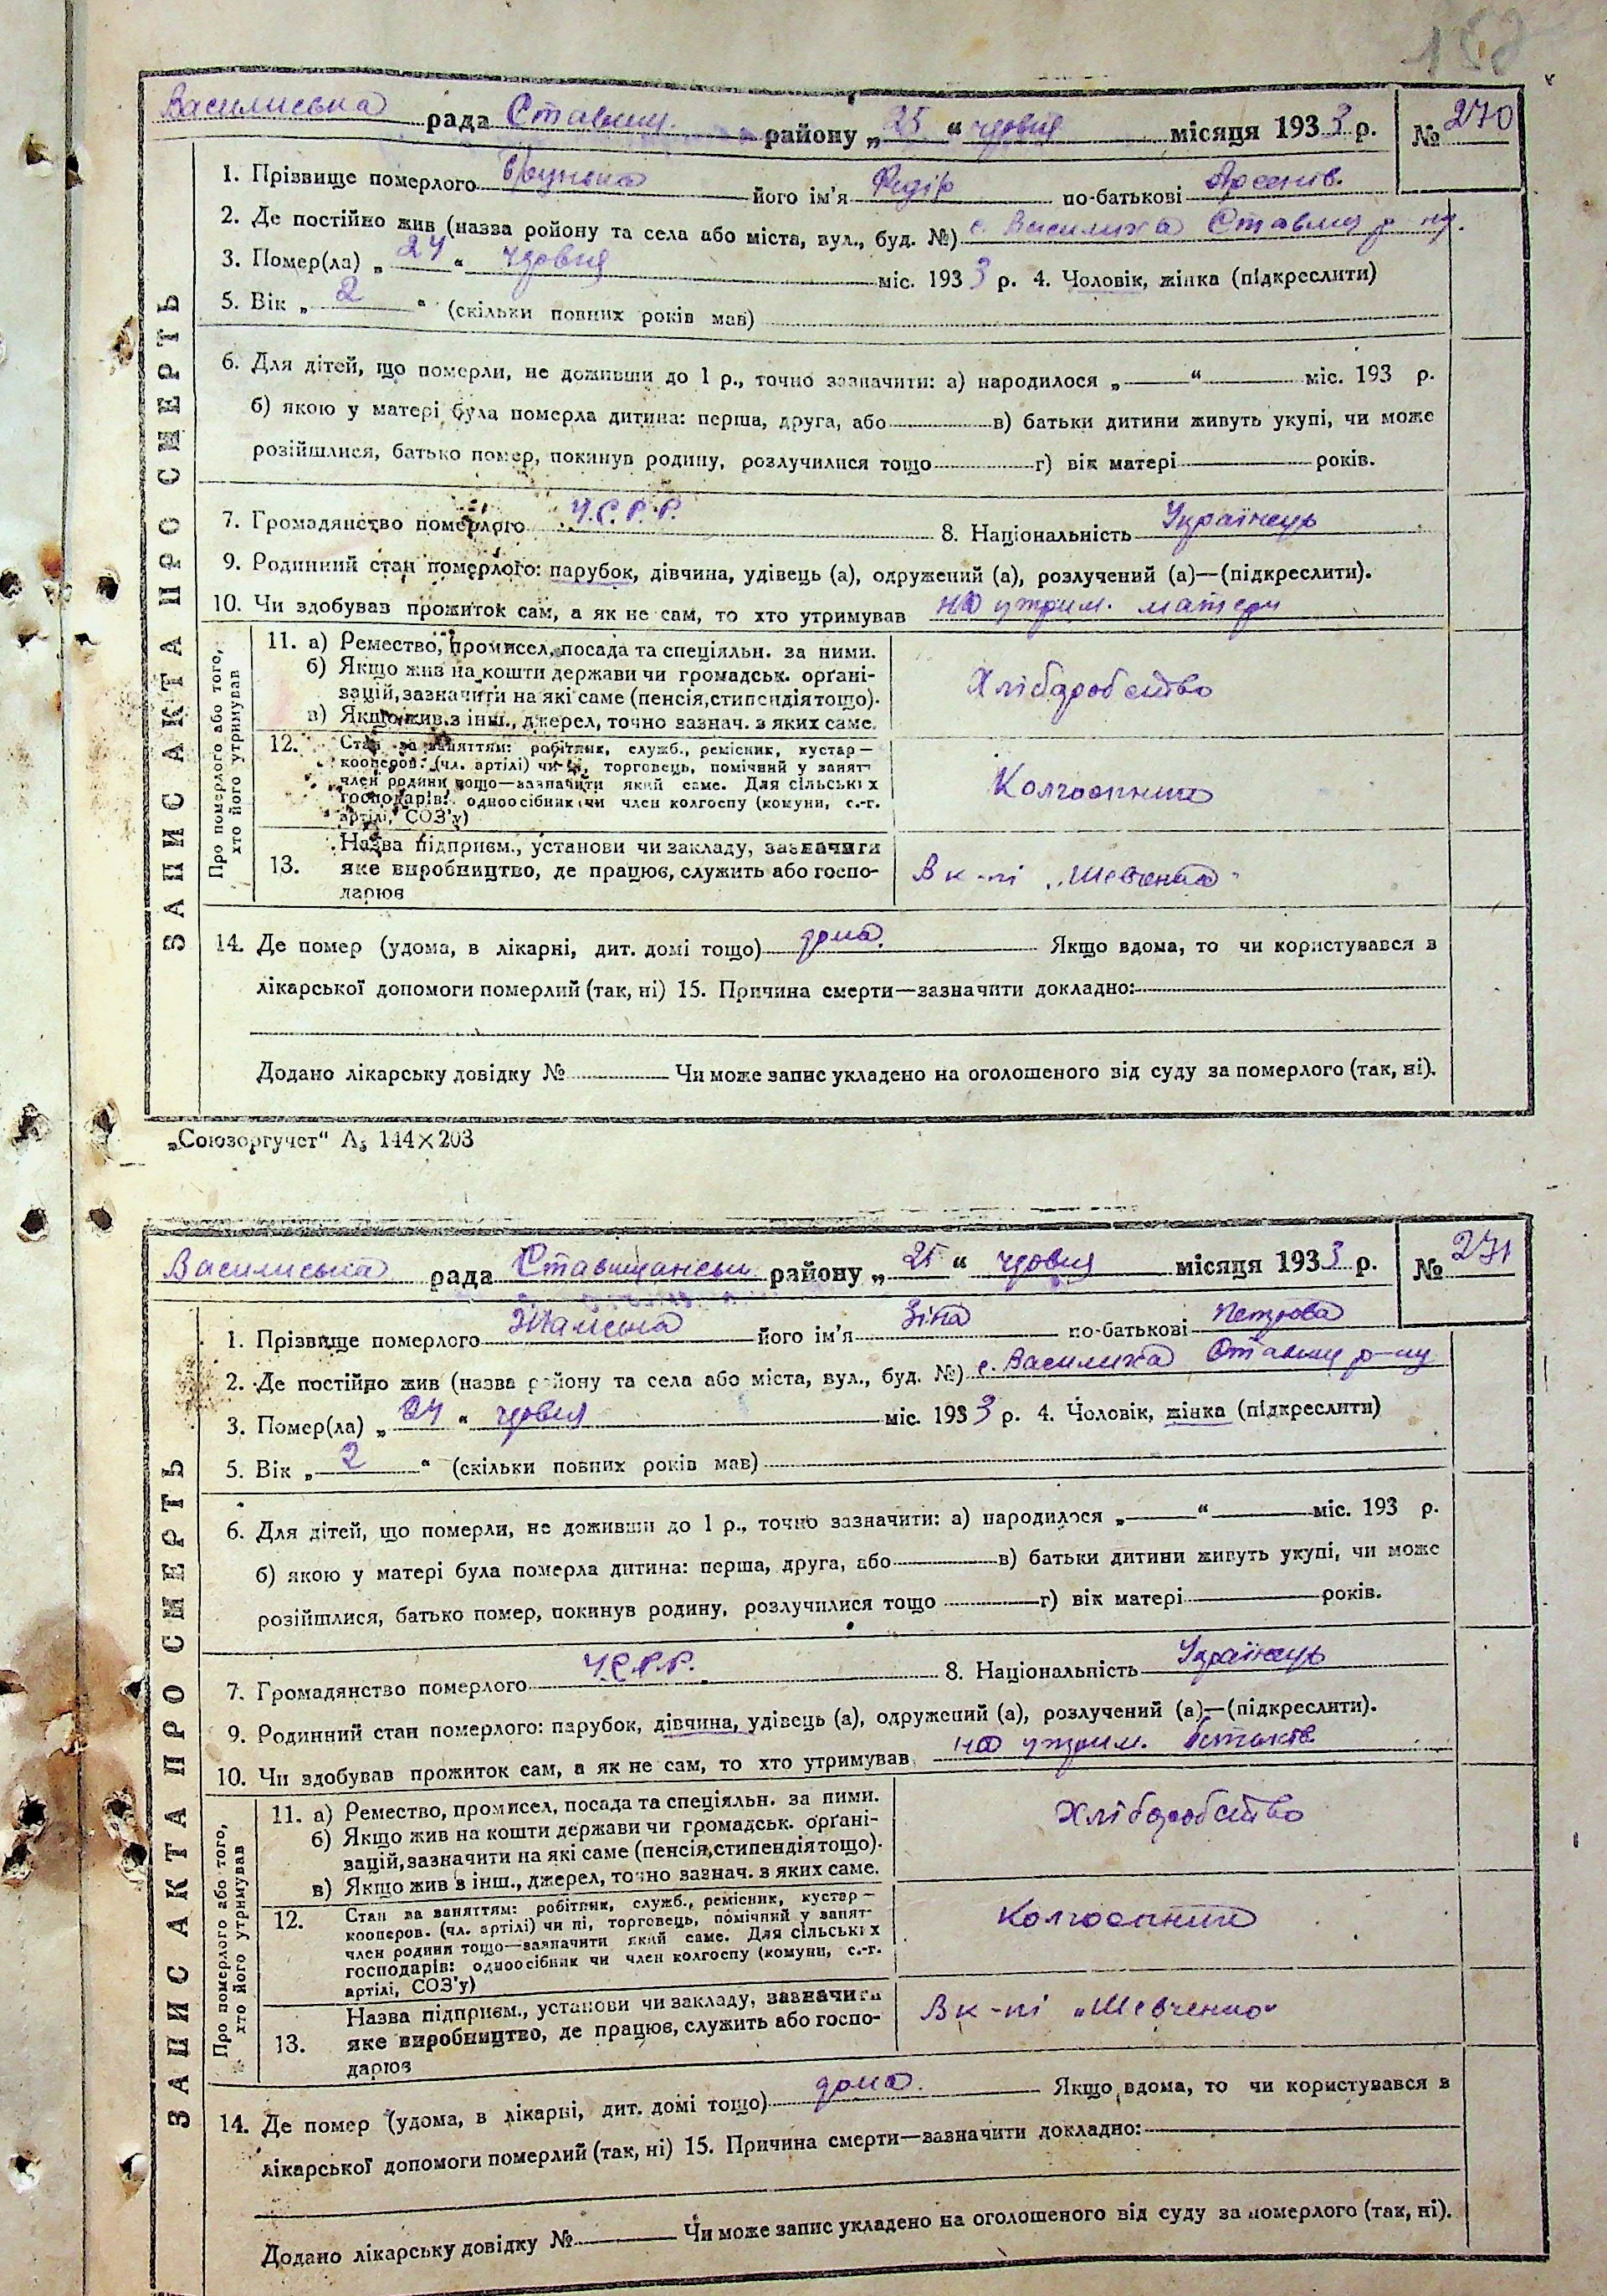 138
Василиська рада Ставищ. району „25“ червня місяця 1933 р. № 270
ЗАПИС АКТА ПРО СМЕРТЬ
1. Прізвище померлого його ім'я Федір по-батькові Арсенів.
2. Де постійно жив (назва ройону та села або міста, вул., буд. №) с. Василиха Ставищ р-ну.
3. Помер(ла) „24“ червня міс. 1933 р. 4. Чоловік, жінка (підкреслити)
5. Вік „2“ (скільки повних років мав)
6. Для дітей, що померли, не доживши до 1 р., точно зазначити: а) народилося „—“ — міс. 193 р.
б) якою у матері була померла дитина: перша, друга, або в) батьки дитини живуть укупі, чи може
розійшлися, батько помер, покинув родину, розлучилися тощо г) вік матері років.
7. Громадянство померлого У.С.Р.Р. 8. Національність Українець
9. Родинний стан померлого: парубок, дівчина, удівець (а), одружений (а), розлучений (а)—(підкреслити).
10. Чи здобував прожиток сам, а як не сам, то хто утримував на утрим. матери
Про померлого або того, хто його утримував
11. а) Ремество, промисел, посада та спеціяльн. за ними.
б) Якщо жив на кошти держави чи громадськ. орґані-
зацій, зазначити на які саме (пенсія, стипендія тощо).
в) Якщо жив з інш., джерел, точно зазнач. з яких саме.
Хліборобство
12. Стан за заняттям: робітник, служб., ремісник, кустар—
кооперов. (чл. артілі) чи ні, торговець, помічний у занят-
член родини тощо—зазначити який саме. Для сільських
господарів: одноосібник чи член колгоспу (комуни, с.-г.
артілі, СОЗ'у)
Колгоспник
13. Назва підприєм., установи чи закладу, зазначити
яке виробництво, де працює, служить або госпо-
дарює
В к-пі „Шевченка“
14. Де помер (удома, в лікарні, дит. домі тощо) дома. Якщо вдома, то чи користувався в
лікарської допомоги померлий (так, ні) 15. Причина смерти—зазначити докладно:
Додано лікарську довідку № Чи може запис укладено на оголошеного від суду за померлого (так, ні).
„Союзоргучет“ А₅ 144×203
Василиська рада Ставищанськ району „25“ червня місяця 1933 р. № 271
ЗАПИС АКТА ПРО СМЕРТЬ
1. Прізвище померлого його ім'я Зіна по-батькові Петрова
2. Де постійно жив (назва району та села або міста, вул., буд. №) с. Василиха Ставищ р-ну
3. Помер(ла) „24“ червня міс. 1933 р. 4. Чоловік, жінка (підкреслити)
5. Вік „2“ (скільки повних років мав)
6. Для дітей, що померли, не доживши до 1 р., точно зазначити: а) народилося „—“ — міс. 193 р.
б) якою у матері була померла дитина: перша, друга, або в) батьки дитини живуть укупі, чи може
розійшлися, батько помер, покинув родину, розлучилися тощо г) вік матері років.
7. Громадянство померлого У.С.Р.Р. 8. Національність Українець
9. Родинний стан померлого: парубок, дівчина, удівець (а), одружений (а), розлучений (а)—(підкреслити).
10. Чи здобував прожиток сам, а як не сам, то хто утримував на утрим. батьків
Про померлого або того, хто його утримував
11. а) Ремество, промисел, посада та спеціяльн. за ними.
б) Якщо жив на кошти держави чи громадськ. орґані-
зацій, зазначити на які саме (пенсія, стипендія тощо).
в) Якщо жив з інш., джерел, точно зазнач. з яких саме.
Хліборобство
12. Стан за заняттям: робітник, служб., ремісник, кустар—
кооперов. (чл. артілі) чи ні, торговець, помічний у занят-
член родини тощо—зазначити який саме. Для сільських
господарів: одноосібник чи член колгоспу (комуни, с.-г.
артілі, СОЗ'у)
Колгоспник
13. Назва підприєм., установи чи закладу, зазначити
яке виробництво, де працює, служить або госпо-
дарює
В к-пі „Шевченко“
14. Де помер (удома, в лікарні, дит. домі тощо) дома. Якщо вдома, то чи користувався в
лікарської допомоги померлий (так, ні) 15. Причина смерти—зазначити докладно:
Додано лікарську довідку № Чи може запис укладено на оголошеного від суду за померлого (так, ні).